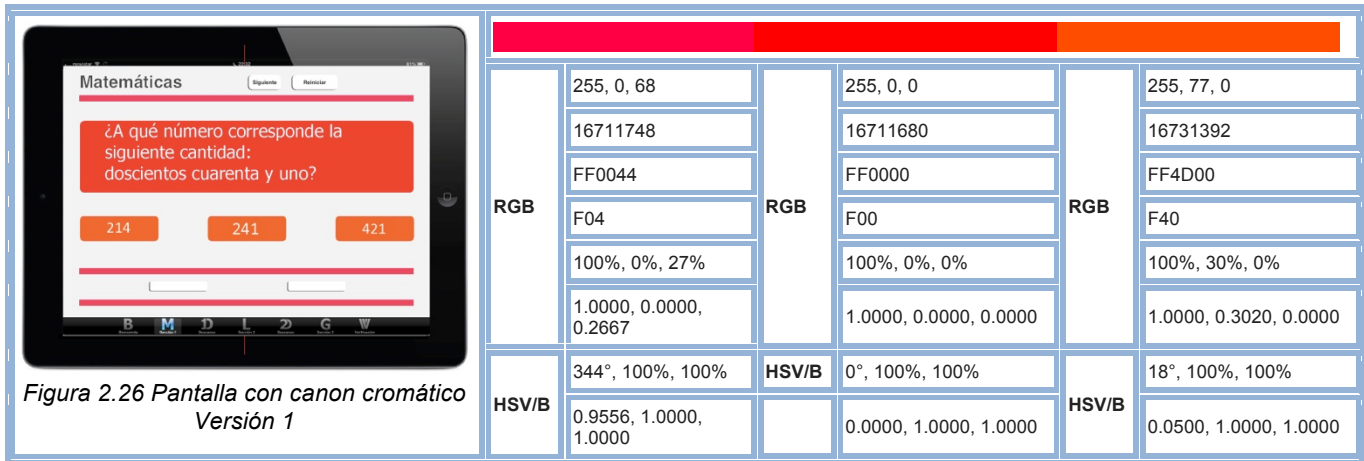 Matemáticas
Siguiente
Reiniciar
¿A qué número corresponde la
siguiente cantidad:
doscientos cuarenta y uno?
214
241
421
B
M
D
L
D
G
W
Figura 2.26 Pantalla con canon cromático
Versión 1
RGB
255, 0, 68
16711748
FF0044
F04
100%, 0%, 27%
1.0000, 0.0000,
0.2667
RGB
255, 0, 0
16711680
FF0000
F00
100%, 0%, 0%
1.0000, 0.0000, 0.0000
RGB
255, 77, 0
16731392
FF4D00
F40
100%, 30%, 0%
1.0000, 0.3020, 0.0000
HSV/B
344°, 100%, 100%
0.9556, 1.0000,
1.0000
HSV/B
0°, 100%, 100%
0.0000, 1.0000, 1.0000
HSV/B
18°, 100%, 100%
0.0500, 1.0000, 1.0000